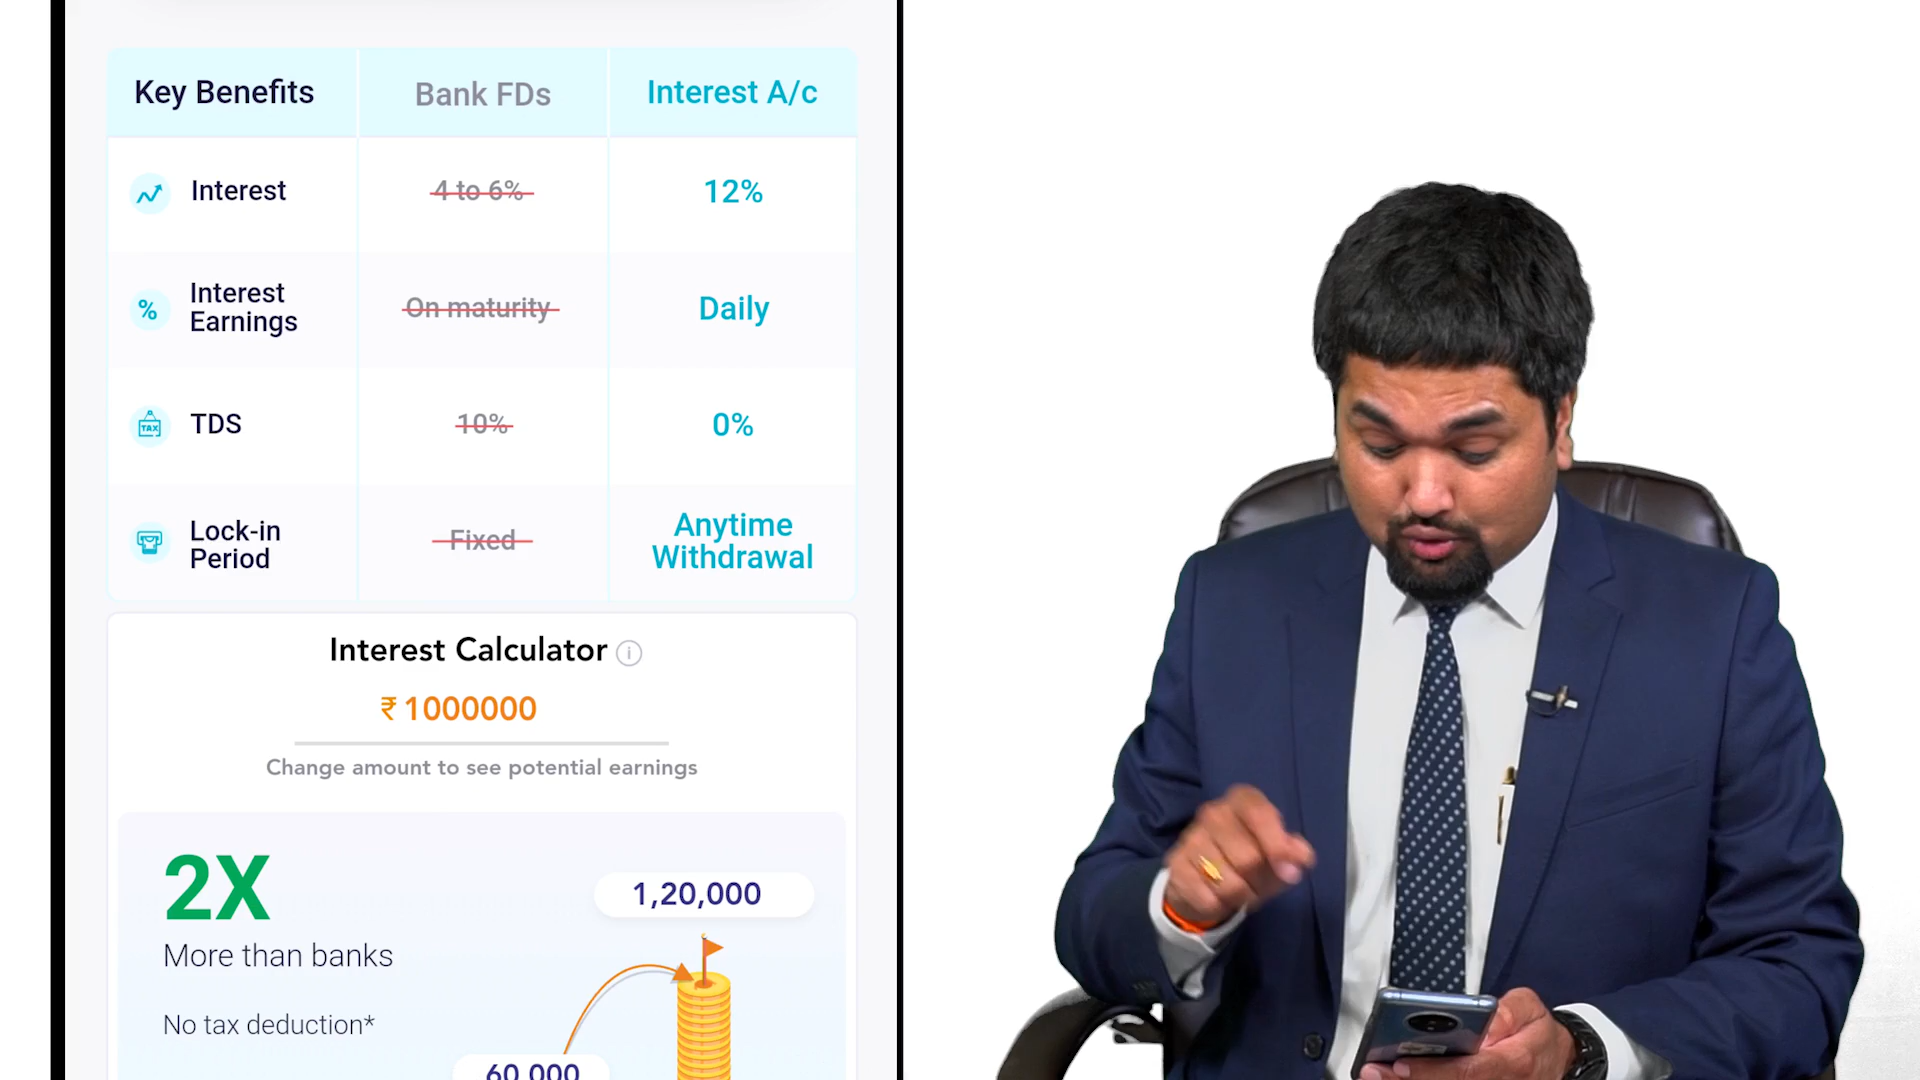 Key Benefits Bank FDs Interest A/c
Interest 4 to 6% 12%
% Interest
Earnings On maturity Daily
TAX TDS 10% 0%
Lock-in
Period Fixed Anytime
Withdrawal
Interest Calculator i
₹ 1000000
Change amount to see potential earnings
2X
1,20,000
More than banks
No tax deduction*
60,000